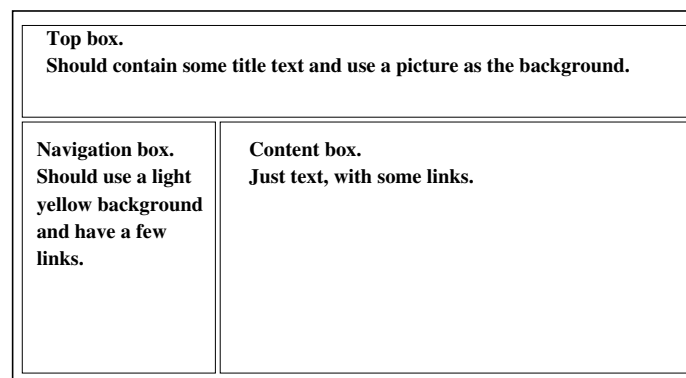 Top box.
Should contain some title text and use a picture as the background.
Navigation box.
Should use a light
yellow background
and have a few
links.
Content box.
Just text, with some links.